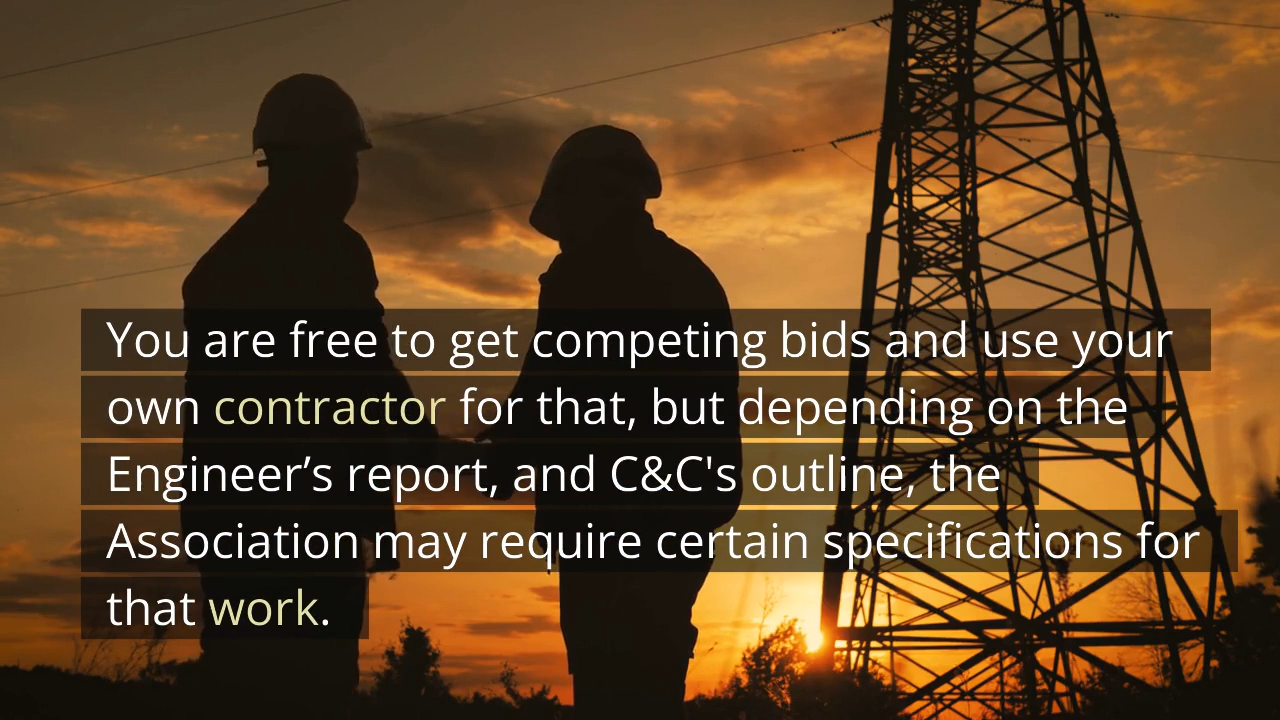 You are free to get competing bids and use your
own contractor for that, but depending on the
Engineer’s report, and C&C's outline, the
Association may require certain specifications for
that work.